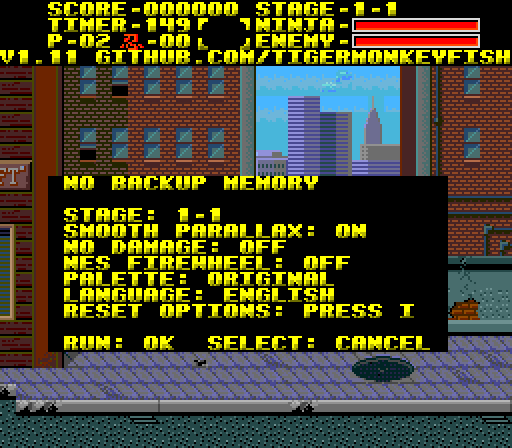 SCORE-000000 STAGE-1-1
TIMER-149 NINJA-
P-02 忍-00 ENEMY-
V1.11 GITHUB.COM/TIGERMONKEYFISH
FT
NO BACKUP MEMORY
STAGE: 1-1
SMOOTH PARALLAX: ON
NO DAMAGE: OFF
NES FIREWHEEL: OFF
PALETTE: ORIGINAL
LANGUAGE: ENGLISH
RESET OPTIONS: PRESS I
RUN: OK SELECT: CANCEL